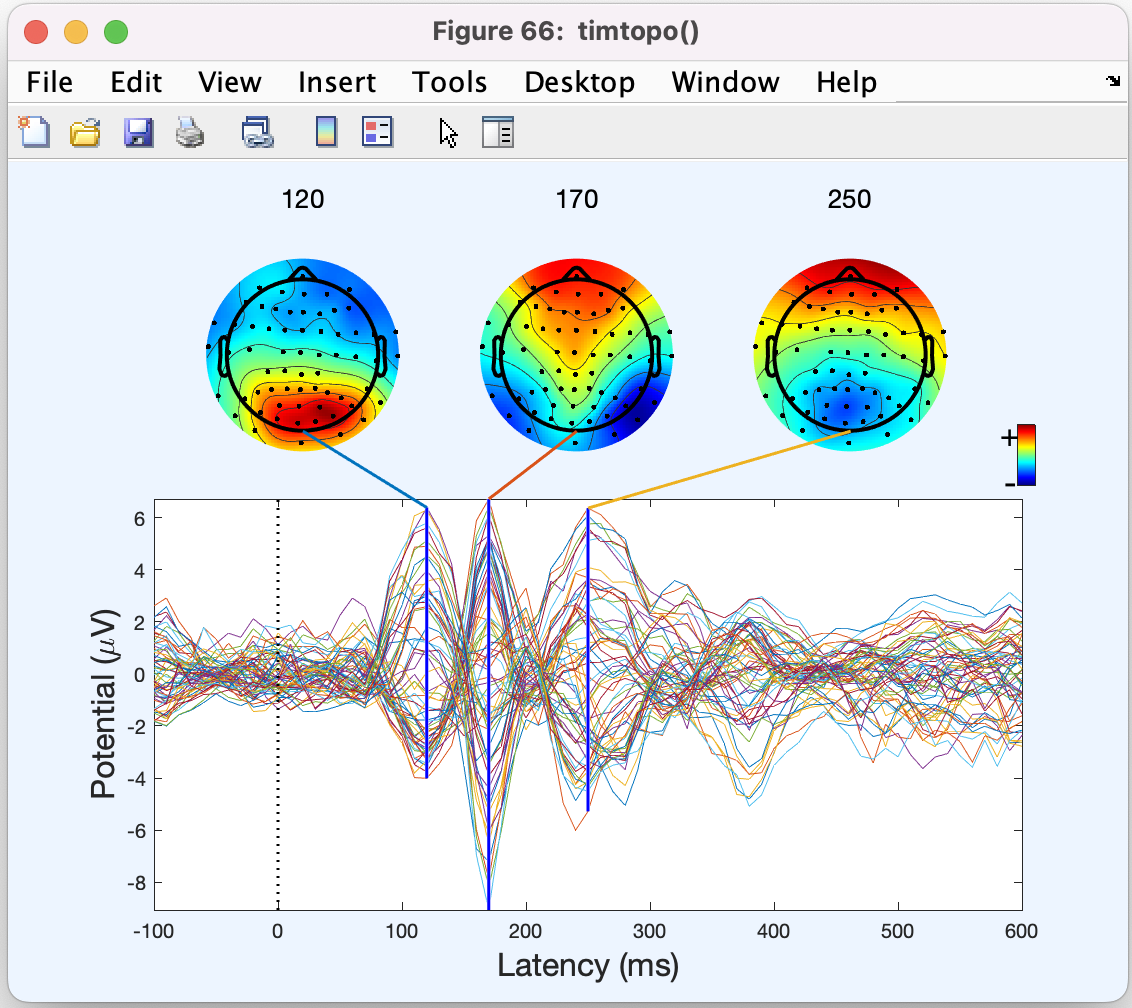 Figure 66: timtopo()
File Edit View Insert Tools Desktop Window Help
120 170 250
+
-
6
4
2
0
-2
-4
-6
-8
Potential (μV)
-100 0 100 200 300 400 500 600
Latency (ms)